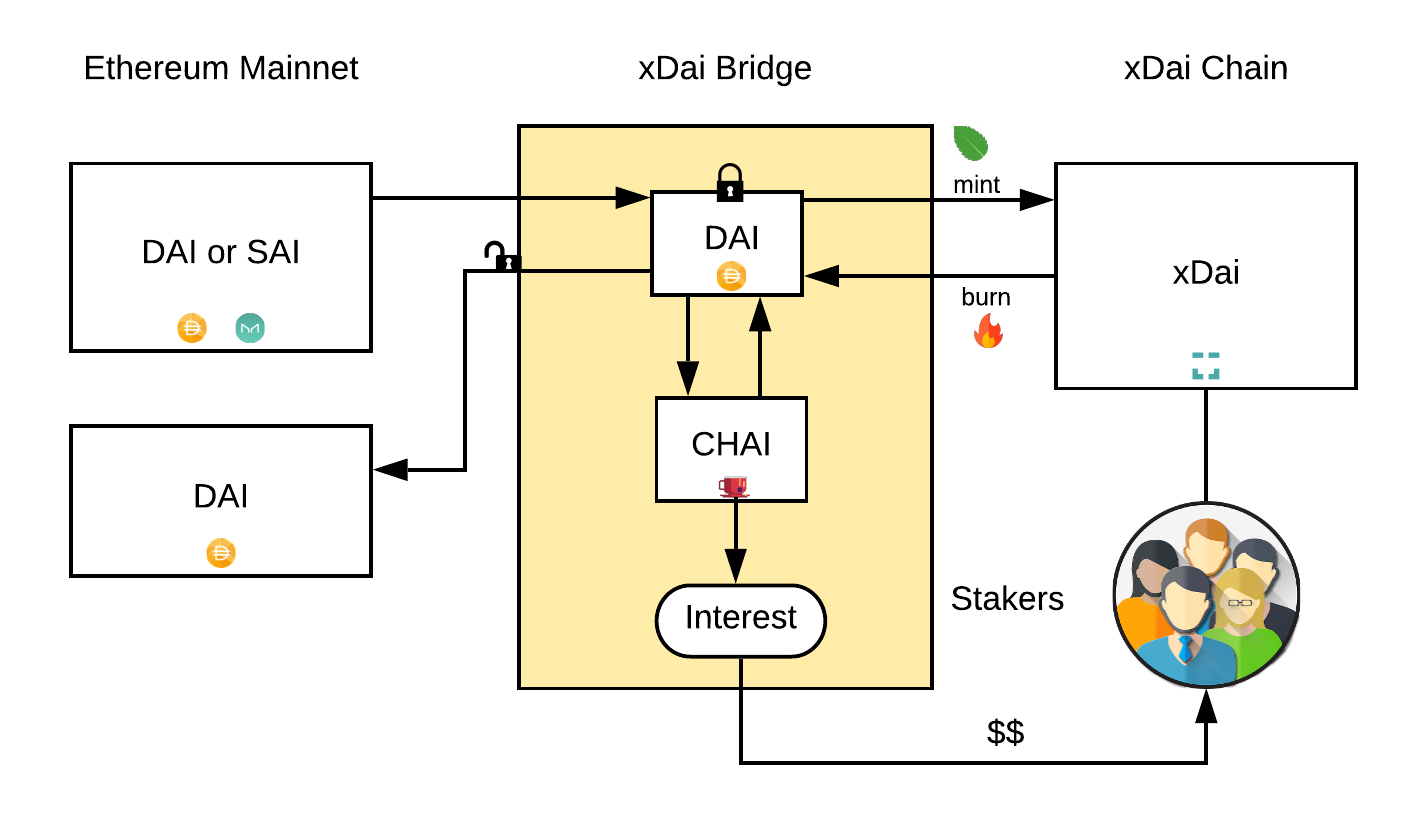 Ethereum Mainnet
xDai Bridge
xDai Chain
DAI or SAI
DAI
mint
burn
xDai
DAI
CHAI
Interest
Stakers
$$